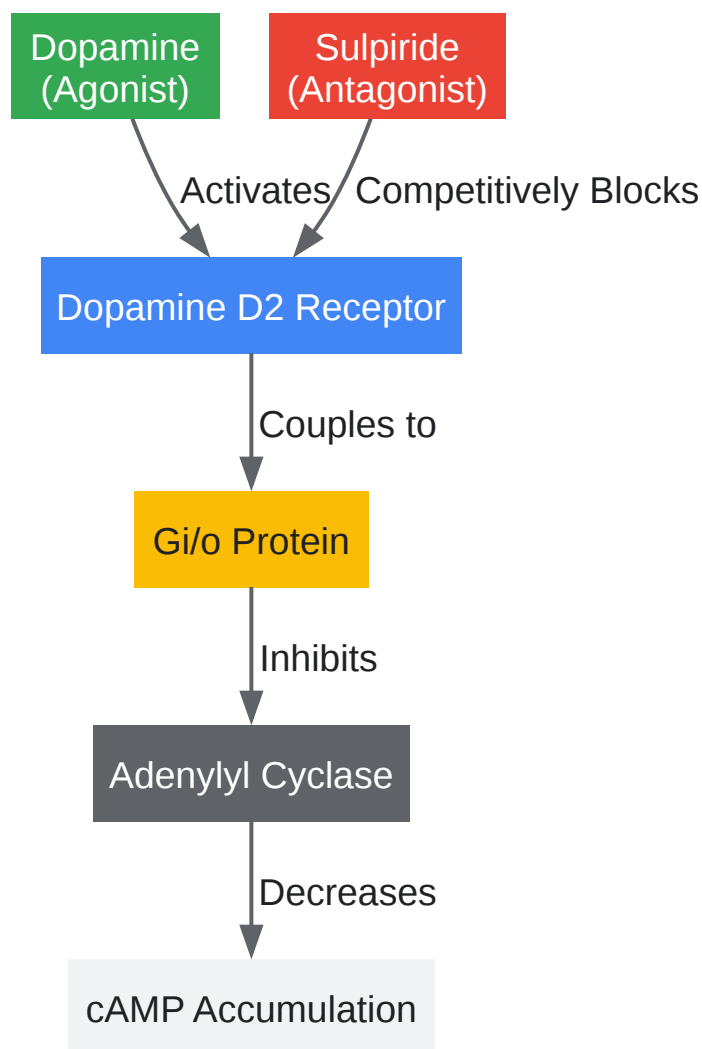 Dopamine
(Agonist)
Sulpiride
(Antagonist)
Activates
Competitively Blocks
Dopamine D2 Receptor
Couples to
Gi/o Protein
Inhibits
Adenylyl Cyclase
Decreases
cAMP Accumulation